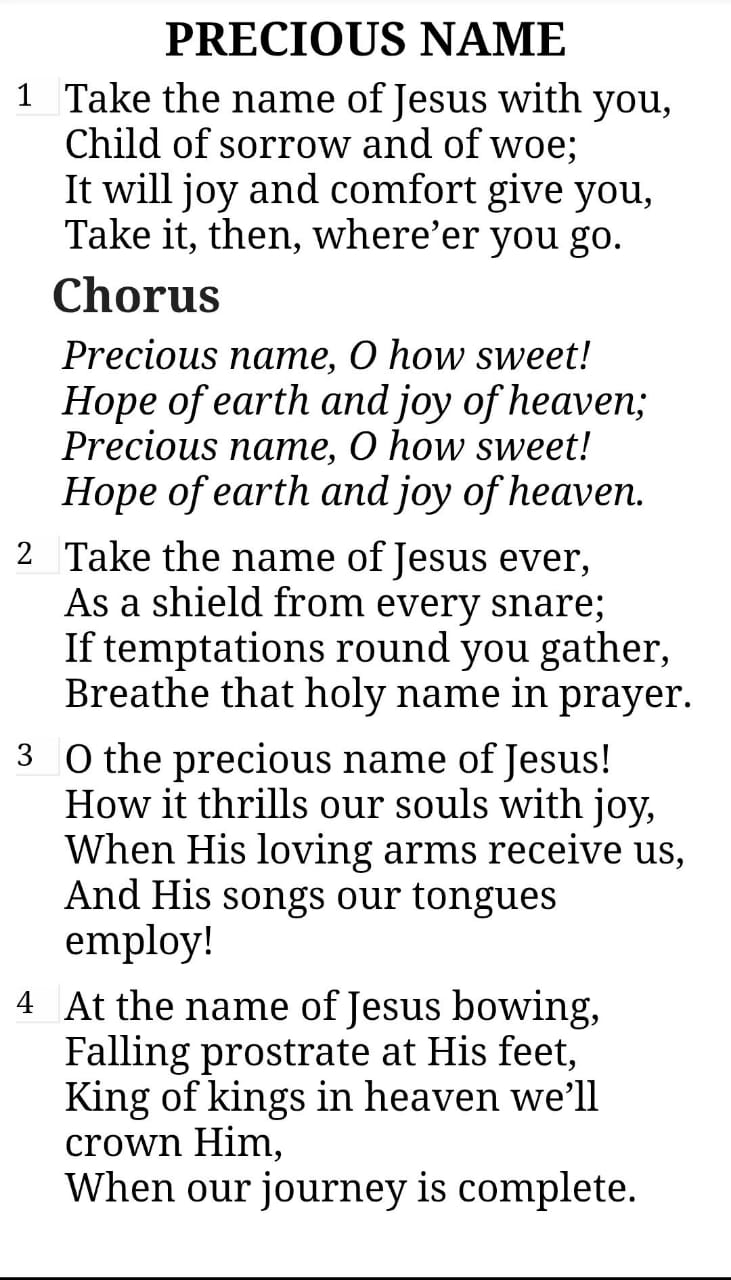 PRECIOUS NAME
1 Take the name of Jesus with you,
Child of sorrow and of woe;
It will joy and comfort give you,
Take it, then, where’er you go.
Chorus
Precious name, O how sweet!
Hope of earth and joy of heaven;
Precious name, O how sweet!
Hope of earth and joy of heaven.
2 Take the name of Jesus ever,
As a shield from every snare;
If temptations round you gather,
Breathe that holy name in prayer.
3 O the precious name of Jesus!
How it thrills our souls with joy,
When His loving arms receive us,
And His songs our tongues
employ!
4 At the name of Jesus bowing,
Falling prostrate at His feet,
King of kings in heaven we’ll
crown Him,
When our journey is complete.